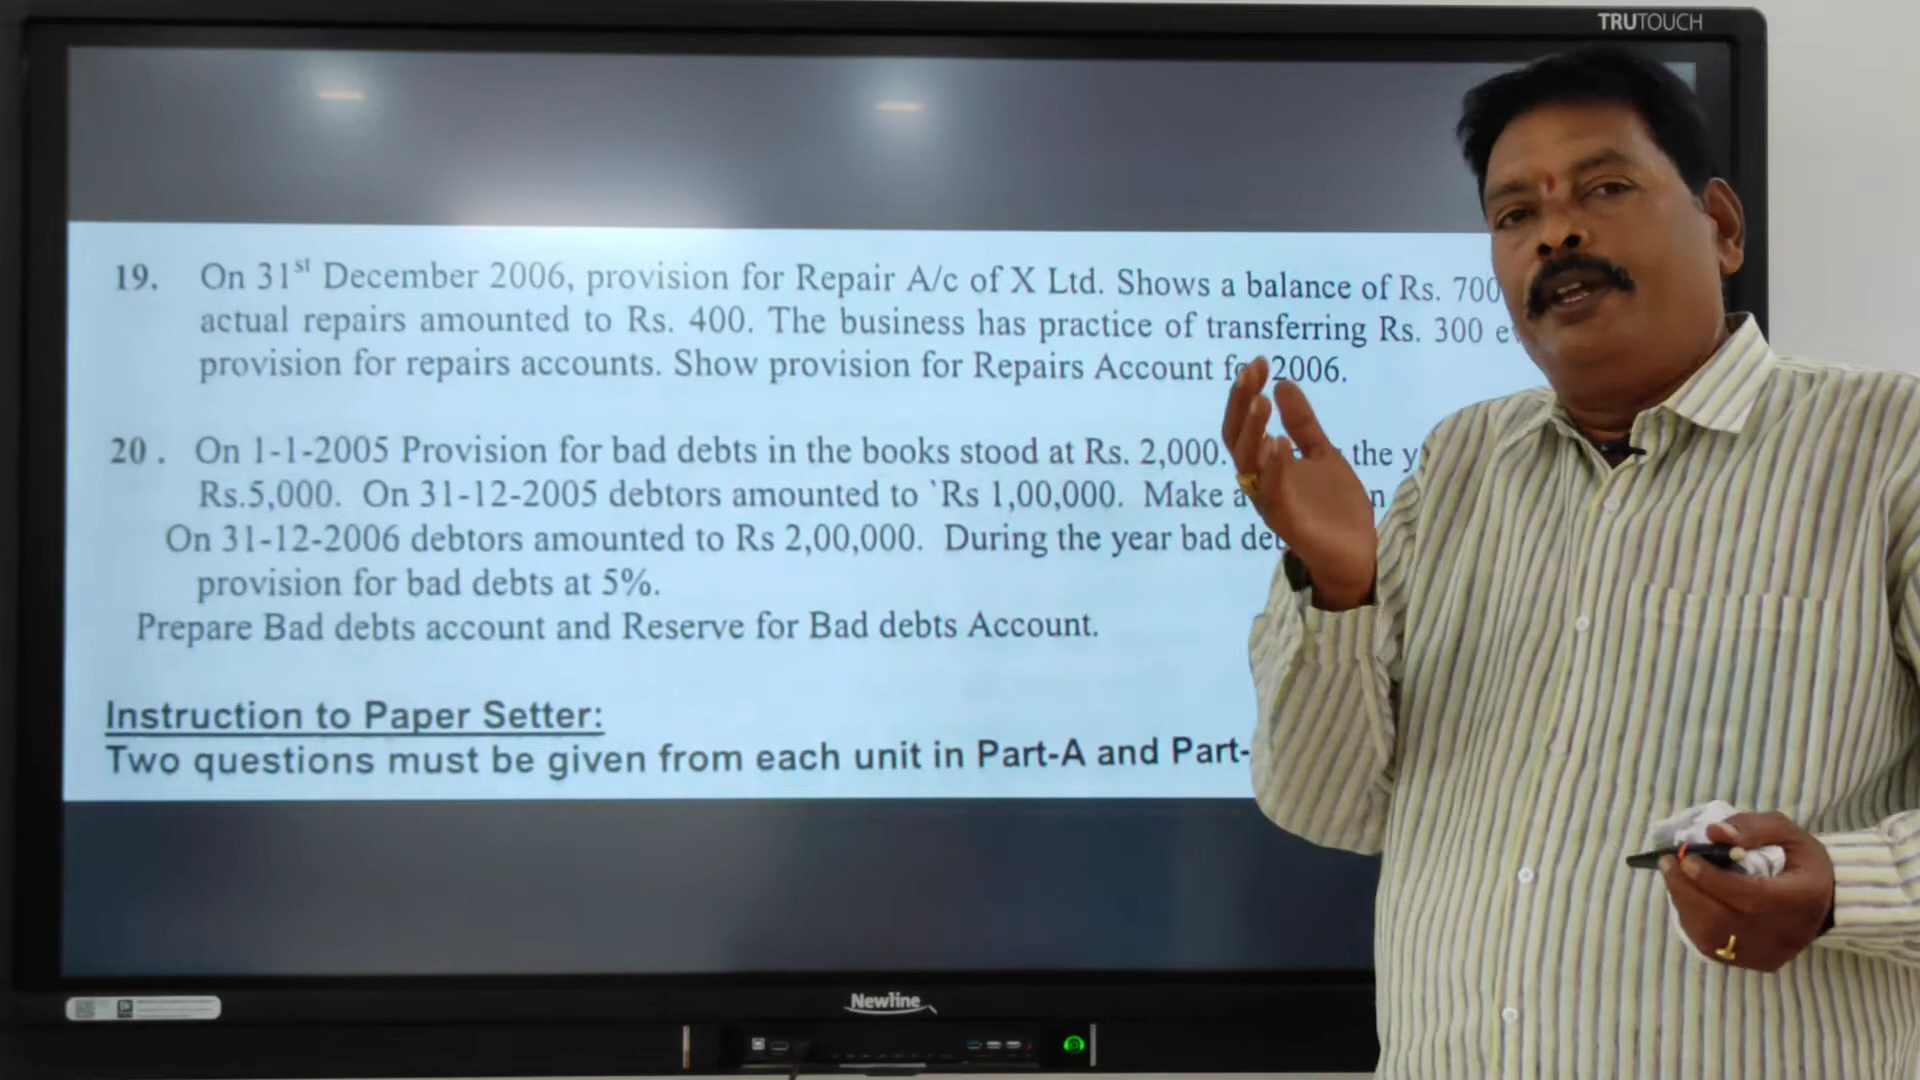 TRUTOUCH
19. On 31st December 2006, provision for Repair A/c of X Ltd. Shows a balance of Rs. 700
actual repairs amounted to Rs. 400. The business has practice of transferring Rs. 300
provision for repairs accounts. Show provision for Repairs Account 2006.
20 . On 1-1-2005 Provision for bad debts in the books stood at Rs. 2,000. the
Rs.5,000. On 31-12-2005 debtors amounted to `Rs 1,00,000. Make a
On 31-12-2006 debtors amounted to Rs 2,00,000. During the year bad
provision for bad debts at 5%.
Prepare Bad debts account and Reserve for Bad debts Account.
Instruction to Paper Setter:
Two questions must be given from each unit in Part-A and Part-
Newline